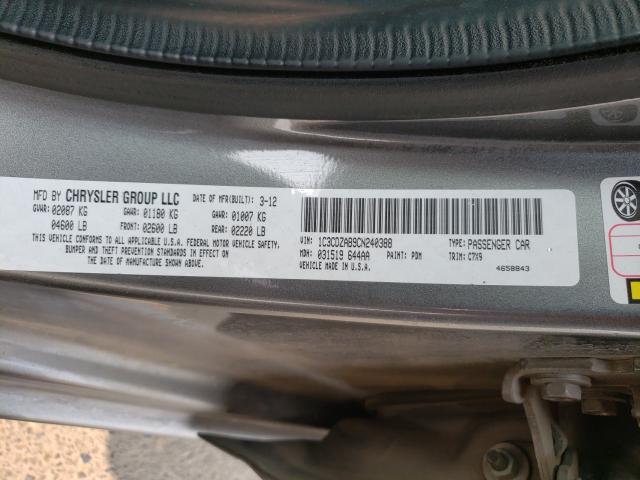 MFD BY CHRYSLER GROUP LLC
DATE OF MFR(BUILT): 3-12
GVWR: 02087 KG GAWR: 01180 KG GAWR: 01007 KG
04600 LB FRONT: 02600 LB REAR: 02220 LB
THIS VEHICLE CONFORMS TO ALL APPLICABLE U.S.A. FEDERAL MOTOR VEHICLE SAFETY,
BUMPER AND THEFT PREVENTION STANDARDS IN EFFECT ON
THE DATE OF MANUFACTURE SHOWN ABOVE.
VIN: 1C3CDZAB9CN240388 TYPE: PASSENGER CAR
MDH: 031519 644AA PAINT: PDM TRIM: C7X9
VEHICLE MADE IN U.S.A.
4658843